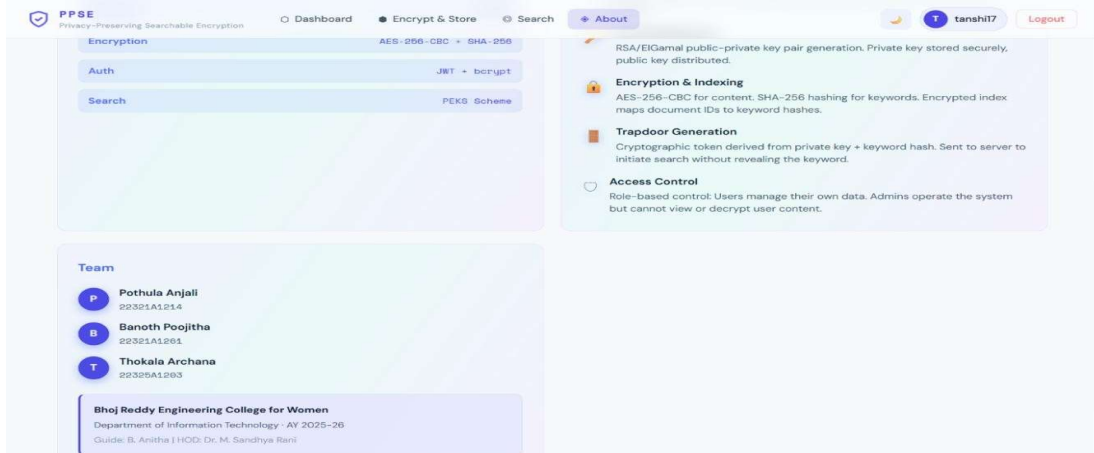 PPSE
Privacy-Preserving Searchable Encryption
Dashboard
Encrypt & Store
Search
About
T
tanshi17
Logout
Encryption
AES-256-CBC + SHA-256
Auth
JWT + bcrypt
Search
PEKS Scheme
RSA/ElGamal public-private key pair generation. Private key stored securely,
public key distributed.
Encryption & Indexing
AES-256-CBC for content. SHA-256 hashing for keywords. Encrypted index
maps document IDs to keyword hashes.
Trapdoor Generation
Cryptographic token derived from private key + keyword hash. Sent to server to
initiate search without revealing the keyword.
Access Control
Role-based control: Users manage their own data. Admins operate the system
but cannot view or decrypt user content.
Team
P
Pothula Anjali
22321A1214
B
Banoth Poojitha
22321A1261
T
Thokala Archana
22325A1203
Bhoj Reddy Engineering College for Women
Department of Information Technology · AY 2025-26
Guide: B. Anitha | HOD: Dr. M. Sandhya Rani